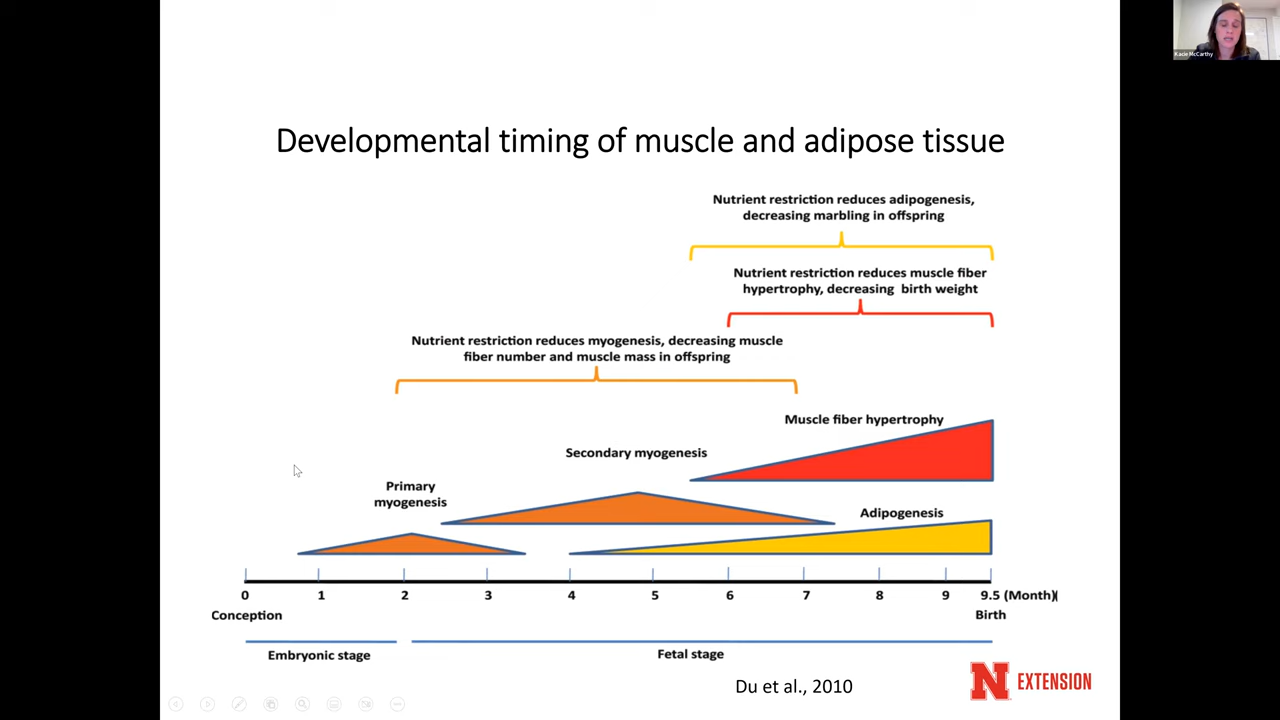 Kacie McCarthy
Developmental timing of muscle and adipose tissue
Nutrient restriction reduces adipogenesis,
decreasing marbling in offspring
Nutrient restriction reduces muscle fiber
hypertrophy, decreasing birth weight
Nutrient restriction reduces myogenesis, decreasing muscle
fiber number and muscle mass in offspring
Muscle fiber hypertrophy
Secondary myogenesis
Primary
myogenesis
Adipogenesis
0 1 2 3 4 5 6 7 8 9 9.5 (Month)
Conception Birth
Embryonic stage Fetal stage
Du et al., 2010
N EXTENSION